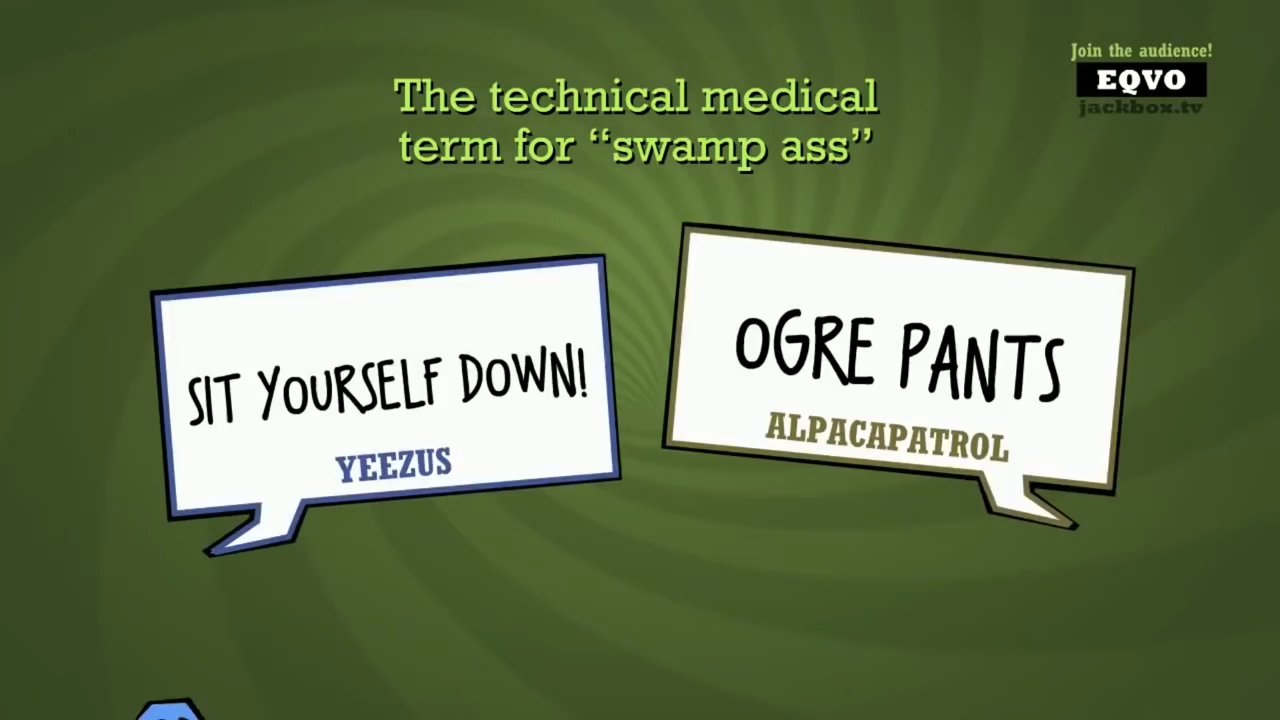 Join the audience!
EQVO
jackbox.tv
The technical medical
term for “swamp ass”
SIT YOURSELF DOWN!
YEEZUS
OGRE PANTS
ALPACAPATROL